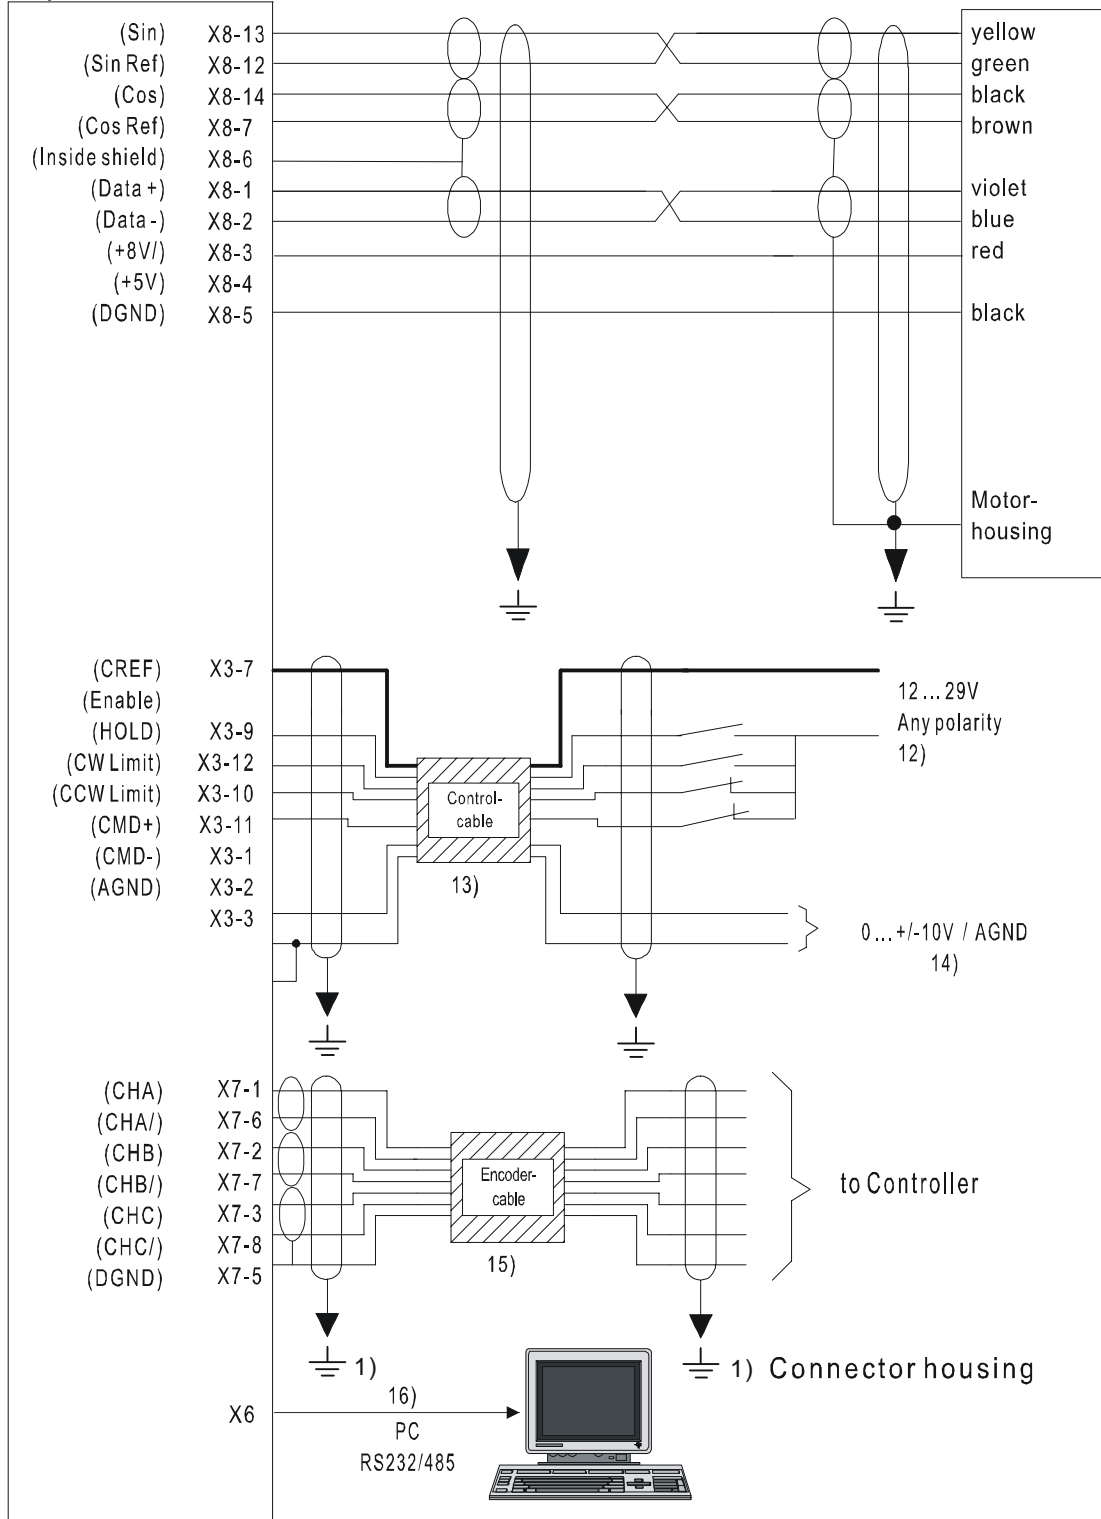 (Sin) X8-13 yellow
(Sin Ref) X8-12 green
(Cos) X8-14 black
(Cos Ref) X8-7 brown
(Inside shield) X8-6
(Data +) X8-1 violet
(Data -) X8-2 blue
(+8V/) X8-3 red
(+5V) X8-4
(DGND) X8-5 black
Motor-
housing
(CREF) X3-7
(Enable)
(HOLD) X3-9
(CW Limit) X3-12
(CCW Limit) X3-10
(CMD+) X3-11
(CMD-) X3-1
(AGND) X3-2
X3-3
12 ... 29V
Any polarity
12)
Control-
cable
13)
0 ... +/-10V / AGND
14)
(CHA) X7-1
(CHA/) X7-6
(CHB) X7-2
(CHB/) X7-7
(CHC) X7-3
(CHC/) X7-8
(DGND) X7-5
Encoder-
cable
15)
to Controller
1)
1) Connector housing
X6
16)
PC
RS232/485